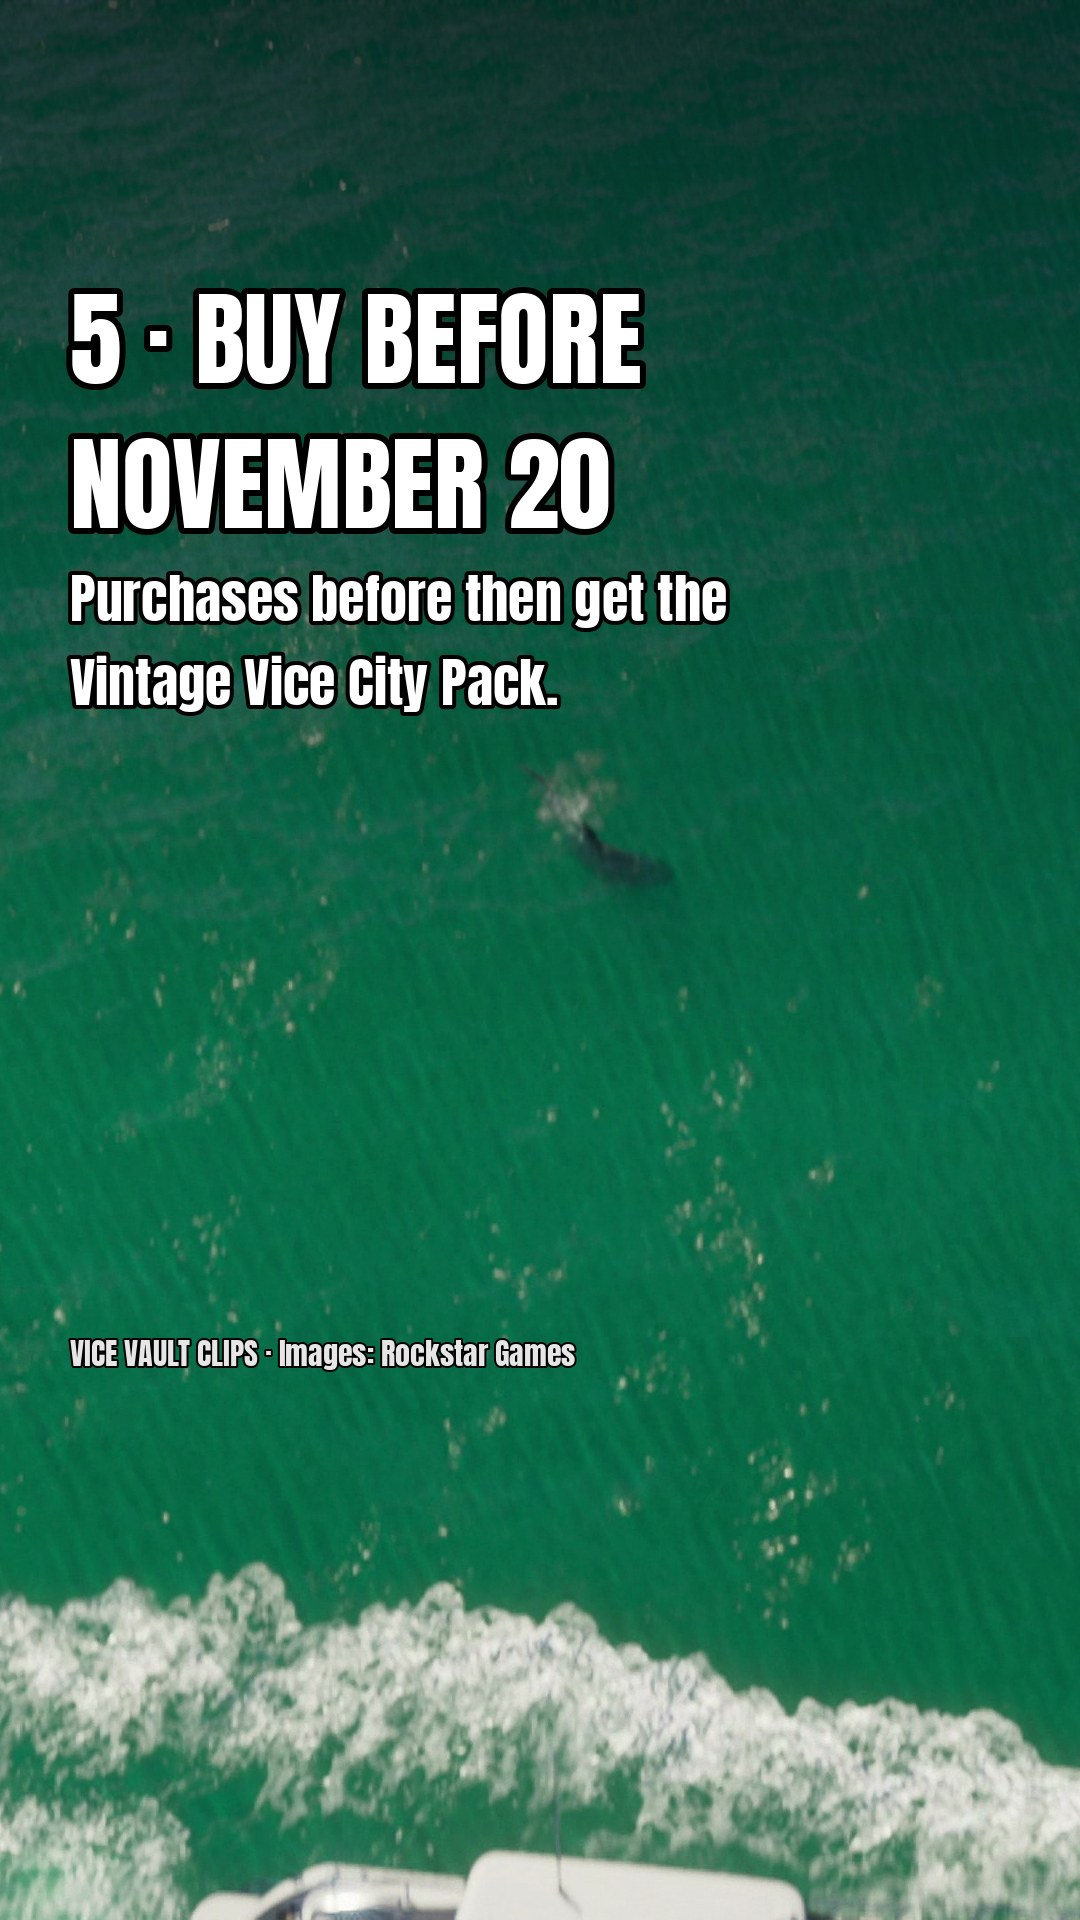 5 · BUY BEFORE
NOVEMBER 20
Purchases before then get the
Vintage Vice City Pack.
VICE VAULT CLIPS · Images: Rockstar Games